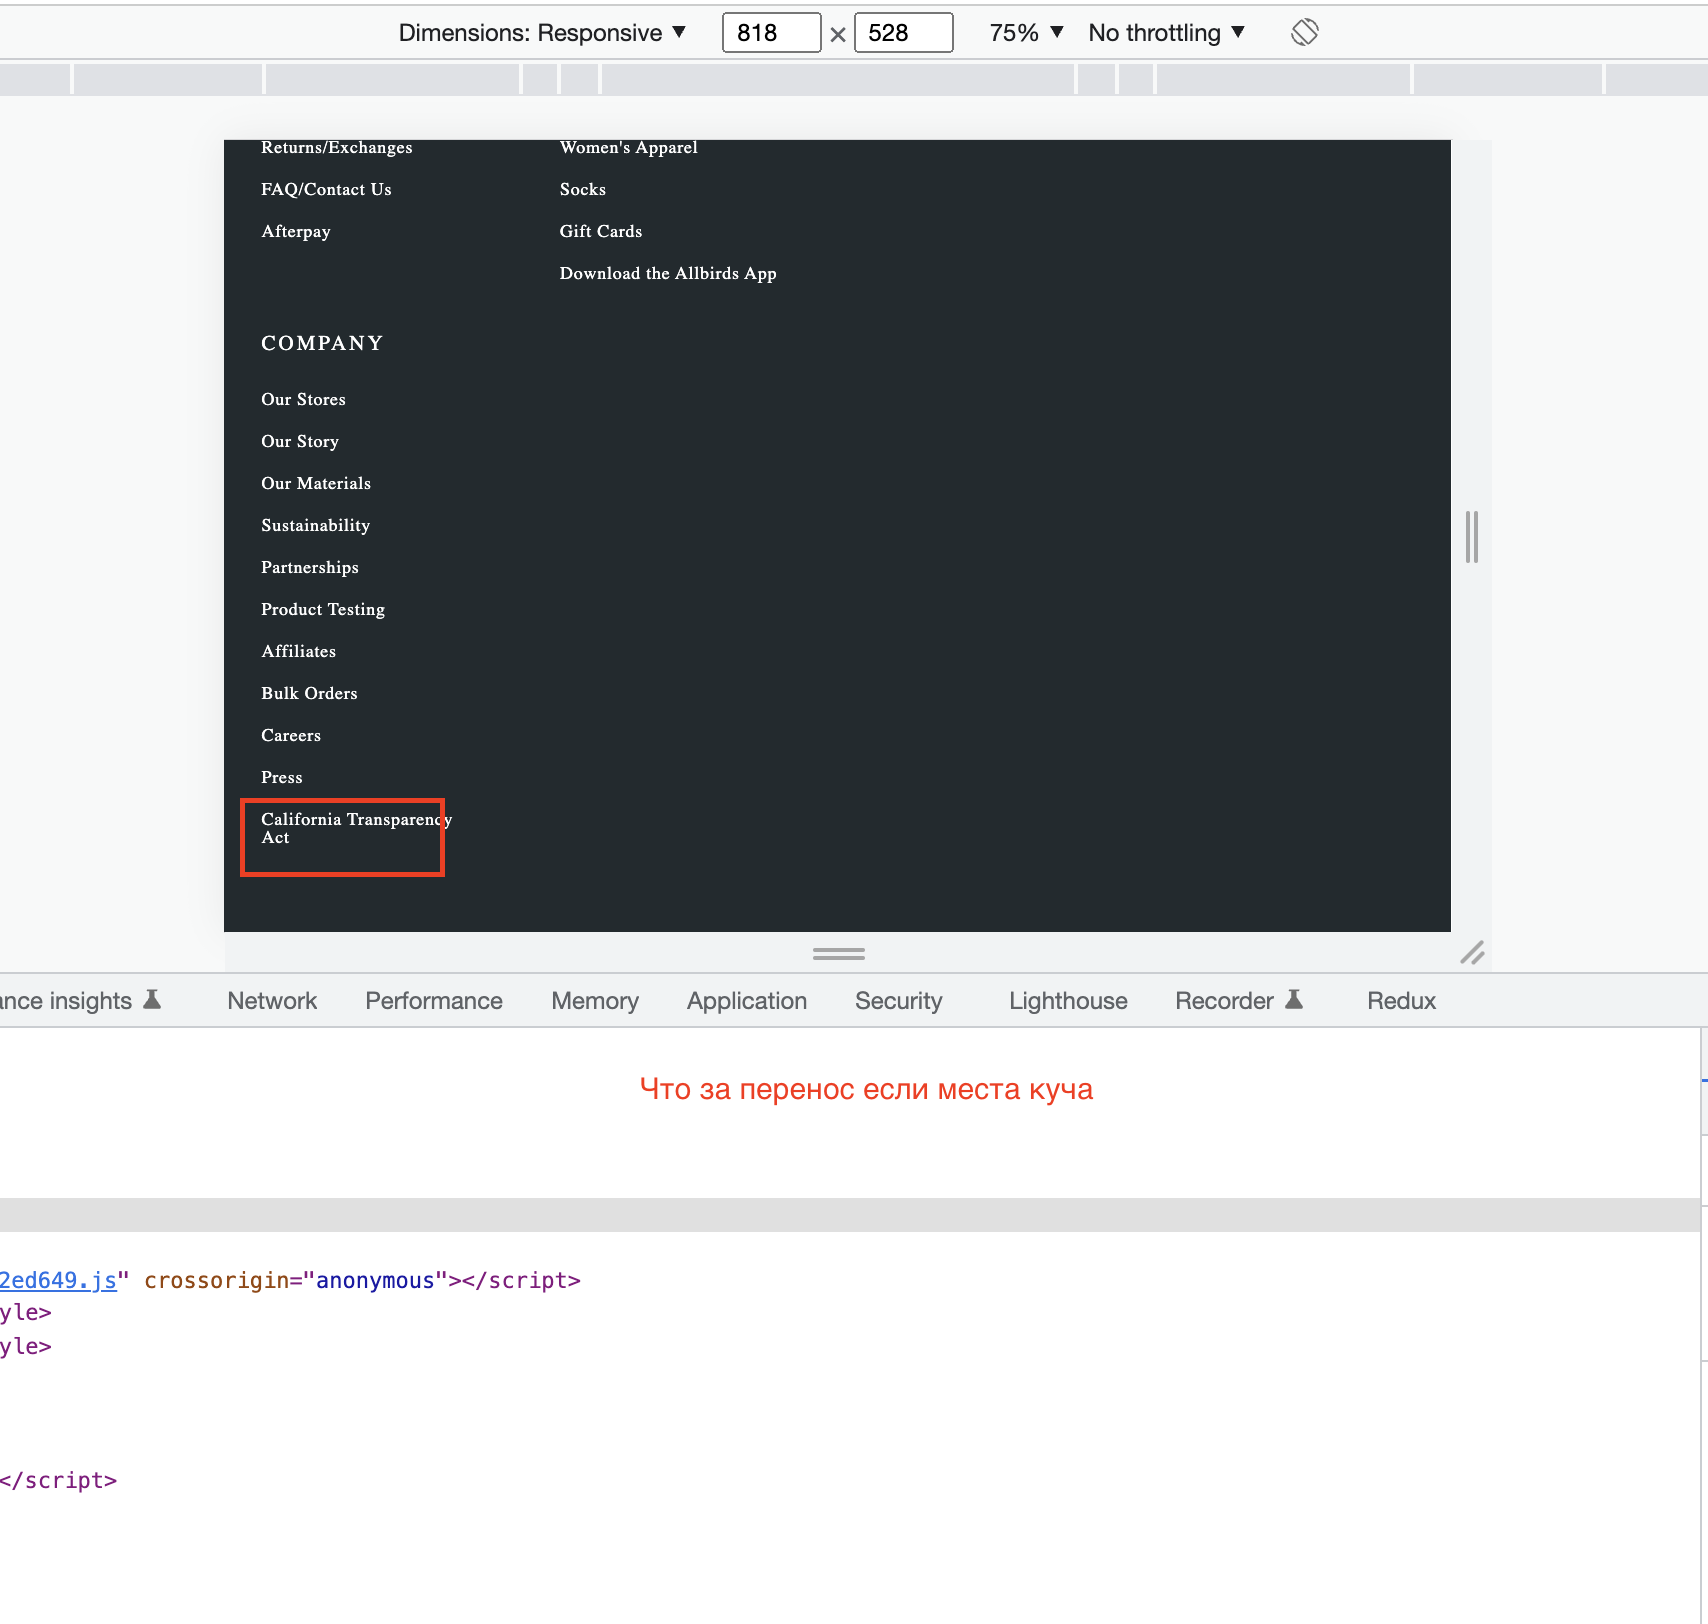 Dimensions: Responsive ▼ 818 × 528 75% ▼ No throttling ▼
Returns/Exchanges Women's Apparel
FAQ/Contact Us Socks
Afterpay Gift Cards
Download the Allbirds App
COMPANY
Our Stores
Our Story
Our Materials
Sustainability
Partnerships
Product Testing
Affiliates
Bulk Orders
Careers
Press
California Transparency
Act
ance insights Network Performance Memory Application Security Lighthouse Recorder Redux
Что за перенос если места куча
2ed649.js" crossorigin="anonymous"></script>
yle>
yle>
</script>